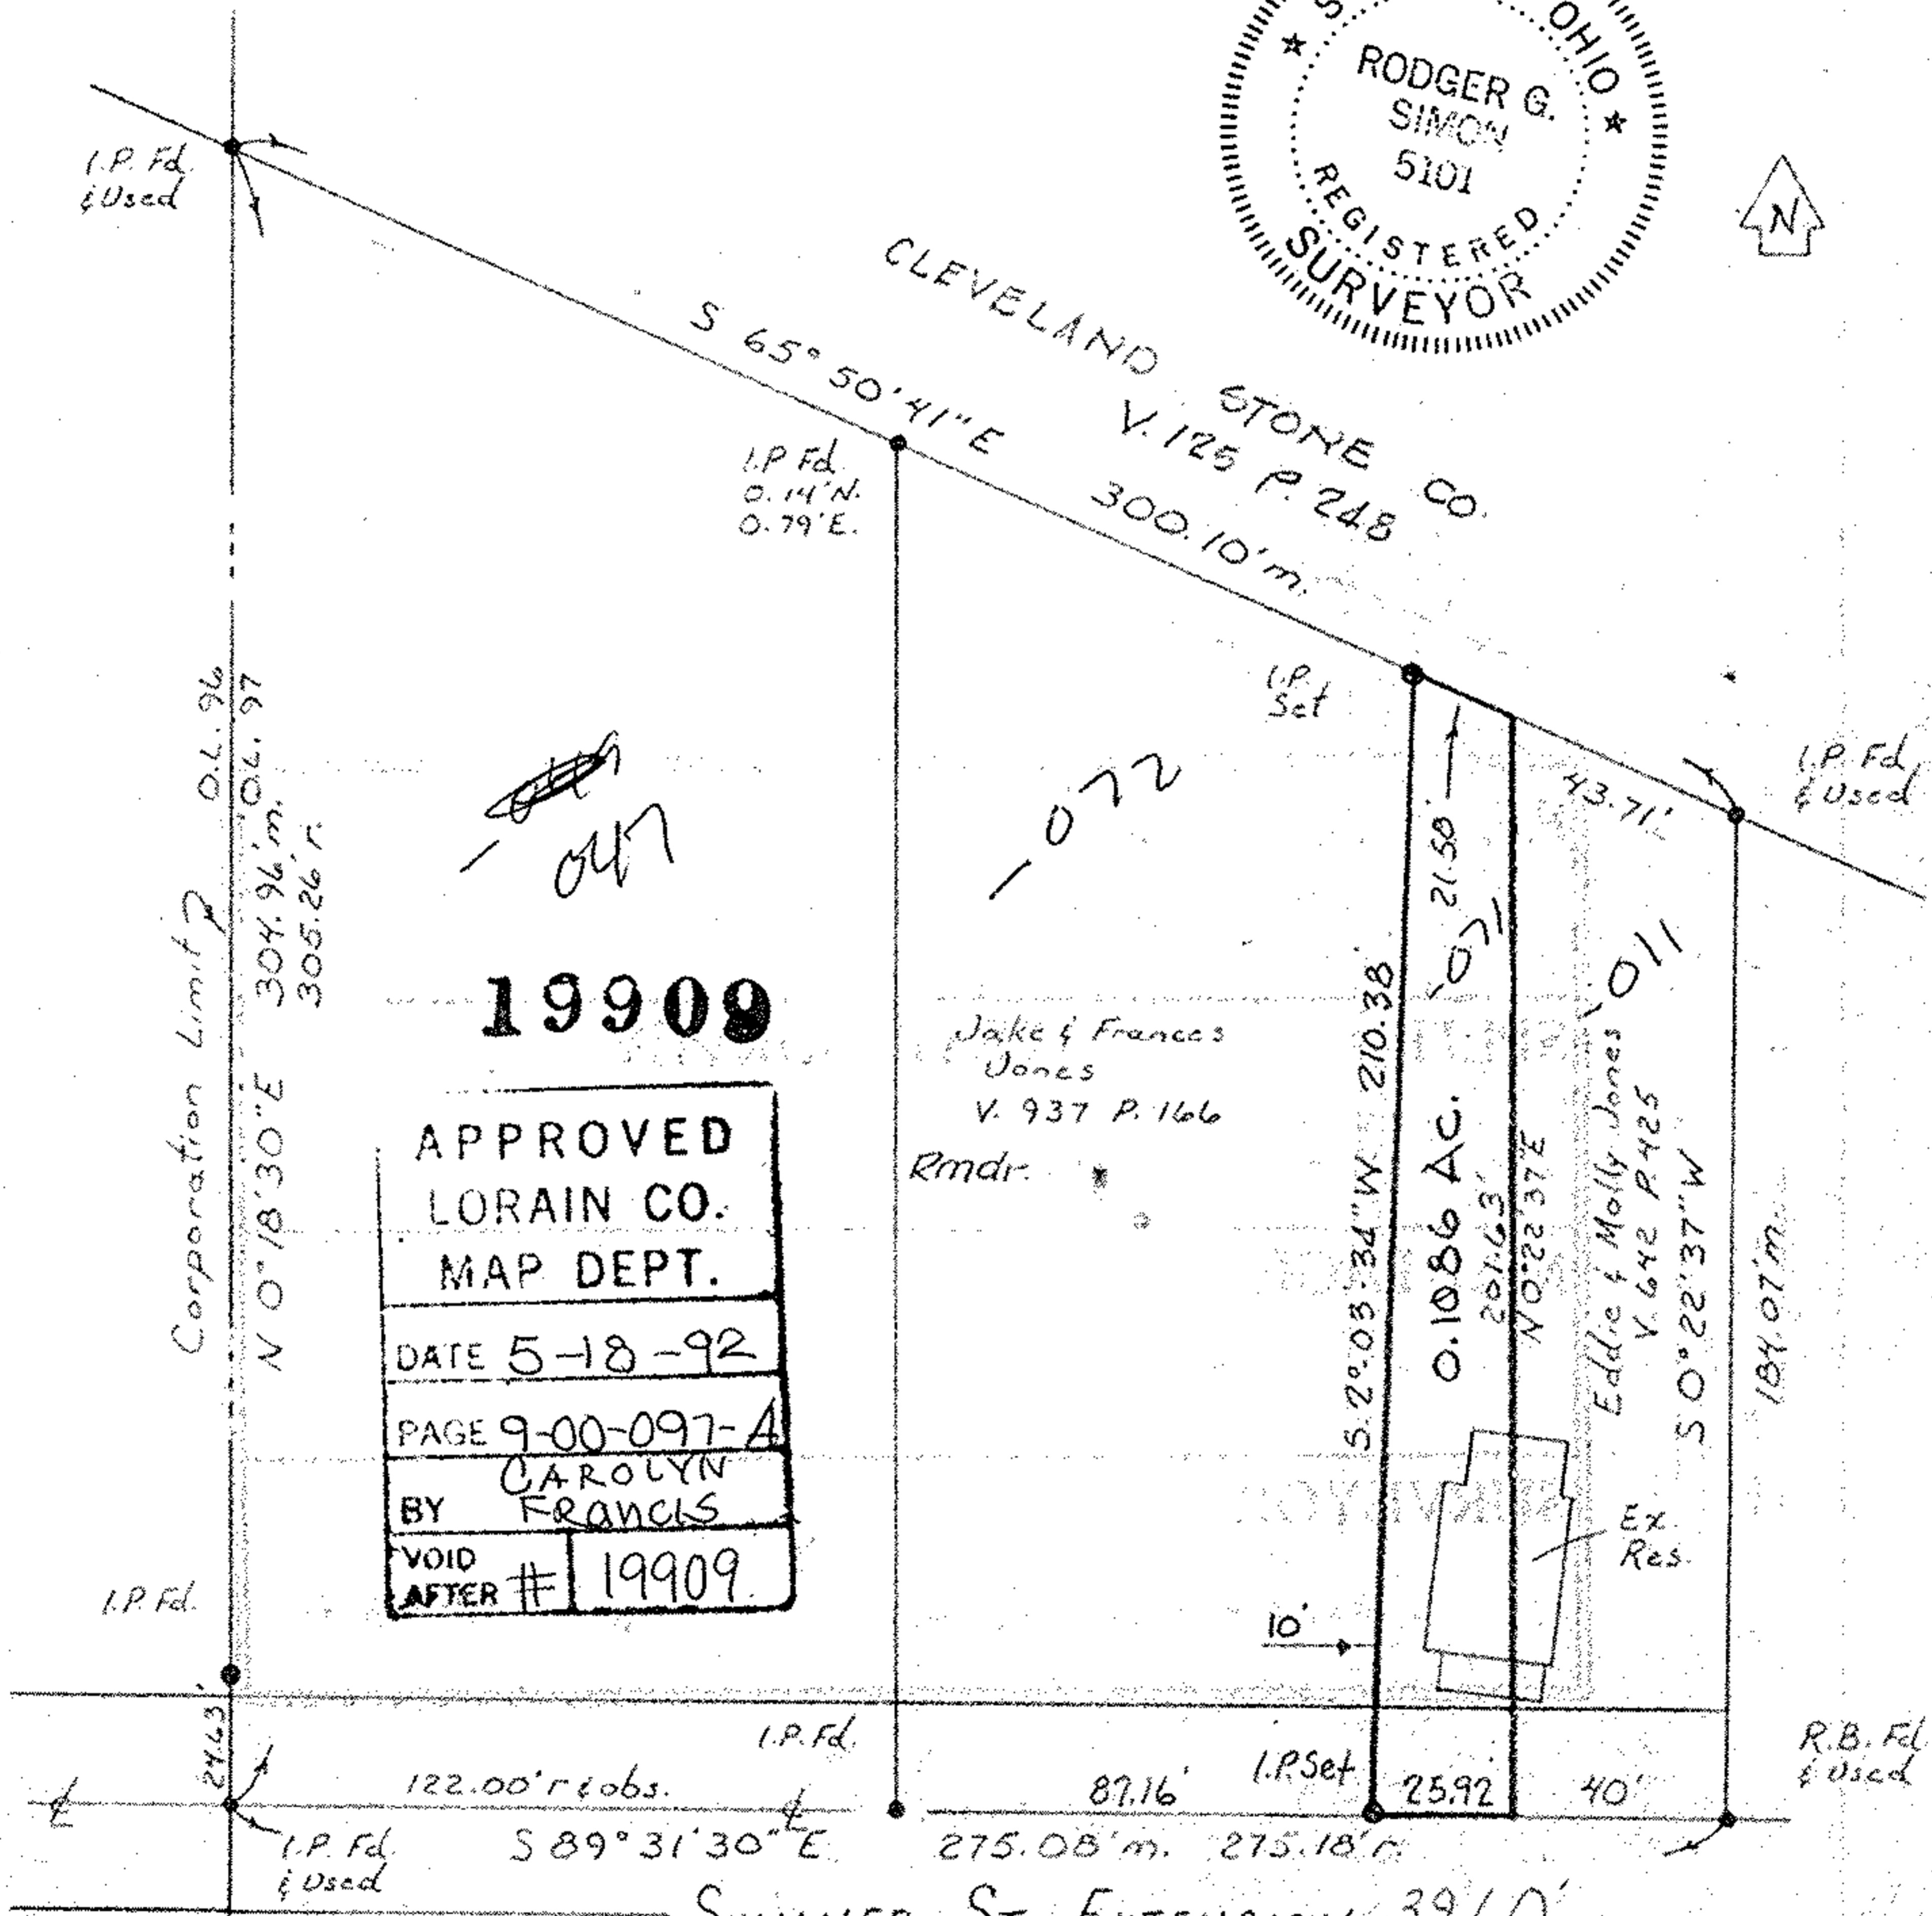 OHIO
RODGER G.
SIMON
5101
REGISTERED
SURVEYOR
N
I.P. Fd.
& Used
CLEVELAND STONE CO.
V. 125 P. 248
S 65° 50' 41" E
300.10' m.
I.P Fd.
0.14' N.
0.79' E.
I.P.
Set
I.P. Fd.
& Used
43.71'
O.L. 96
O.L. 97
Corporation Limit
N 0° 18' 30" E 304.96' m.
305.26' r.
- 047
- 072
21.50'
-071
-011
19909
Jake & Frances
Jones
V. 937 P. 166
Rmdr.
S. 2°-03'-34" W 210.38'
0.1086 AC.
201.63'
N 0° 22' 37" E
Eddie & Molly Jones
V. 642 P. 425
S 0° 22' 37" W
184.07' m.
APPROVED
LORAIN CO.
MAP DEPT.
DATE 5-18-92
PAGE 9-00-097-A
BY CAROLYN
FRANCIS
VOID
AFTER # 19909
Ex.
Res.
10'
I.P. Fd.
24.63'
I.P. Fd.
I.P. Set
R.B. Fd.
& Used
122.00' r & obs.
87.16'
25.92
40'
I.P. Fd.
& Used
S 89° 31' 30" E
275.08' m. 275.18' r.